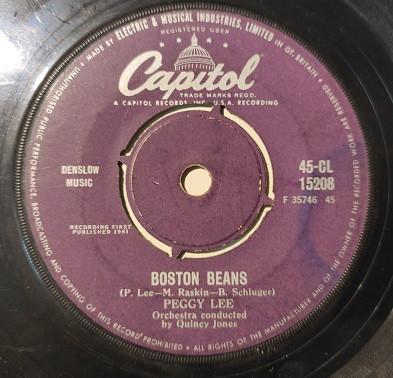 MADE BY ELECTRIC & MUSICAL INDUSTRIES, LIMITED IN GT. BRITAIN
REGISTERED USER
Capitol
TRADE MARKS REGD.
A CAPITOL RECORDS, INC., U.S.A. RECORDING
DENSLOW
MUSIC
45-CL
15208
F 35746 45
RECORDING FIRST
PUBLISHED 1961
BOSTON BEANS
(P. Lee—M. Raskin—B. Schluger)
PEGGY LEE
Orchestra conducted
by Quincy Jones
ALL RIGHTS OF THE MANUFACTURER AND OF THE OWNER OF THE RECORDED WORK RESERVED
UNAUTHORISED PUBLIC PERFORMANCE, BROADCASTING AND COPYING OF THIS RECORD PROHIBITED